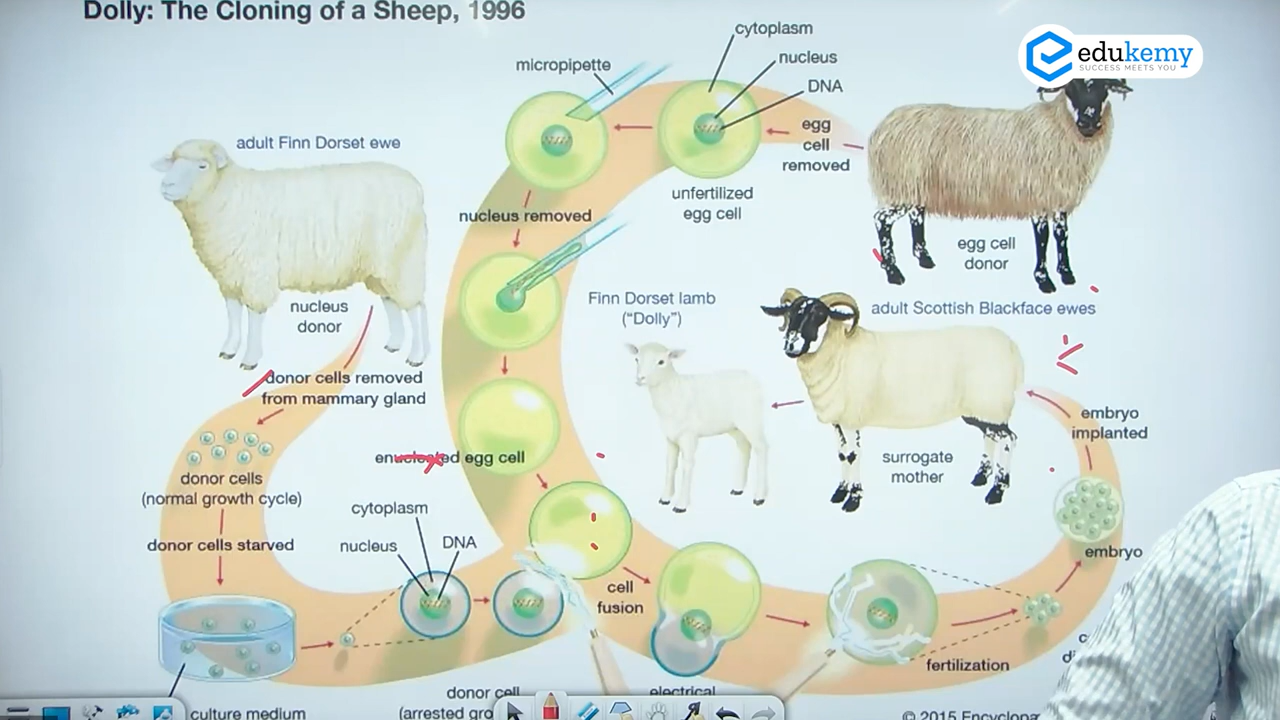 Dolly: The Cloning of a Sheep, 1996
edukemy
SUCCESS MEETS YOU
cytoplasm
nucleus
DNA
micropipette
egg
cell
removed
unfertilized
egg cell
egg cell
donor
adult Finn Dorset ewe
nucleus
donor
nucleus removed
Finn Dorset lamb
("Dolly")
adult Scottish Blackface ewes
donor cells removed
from mammary gland
donor cells
(normal growth cycle)
donor cells starved
enucleated egg cell
cytoplasm
nucleus
DNA
surrogate
mother
embryo
implanted
embryo
cell
fusion
fertilization
culture medium
donor cell
(arrested gro
electrical
© 2015 Encyclopa